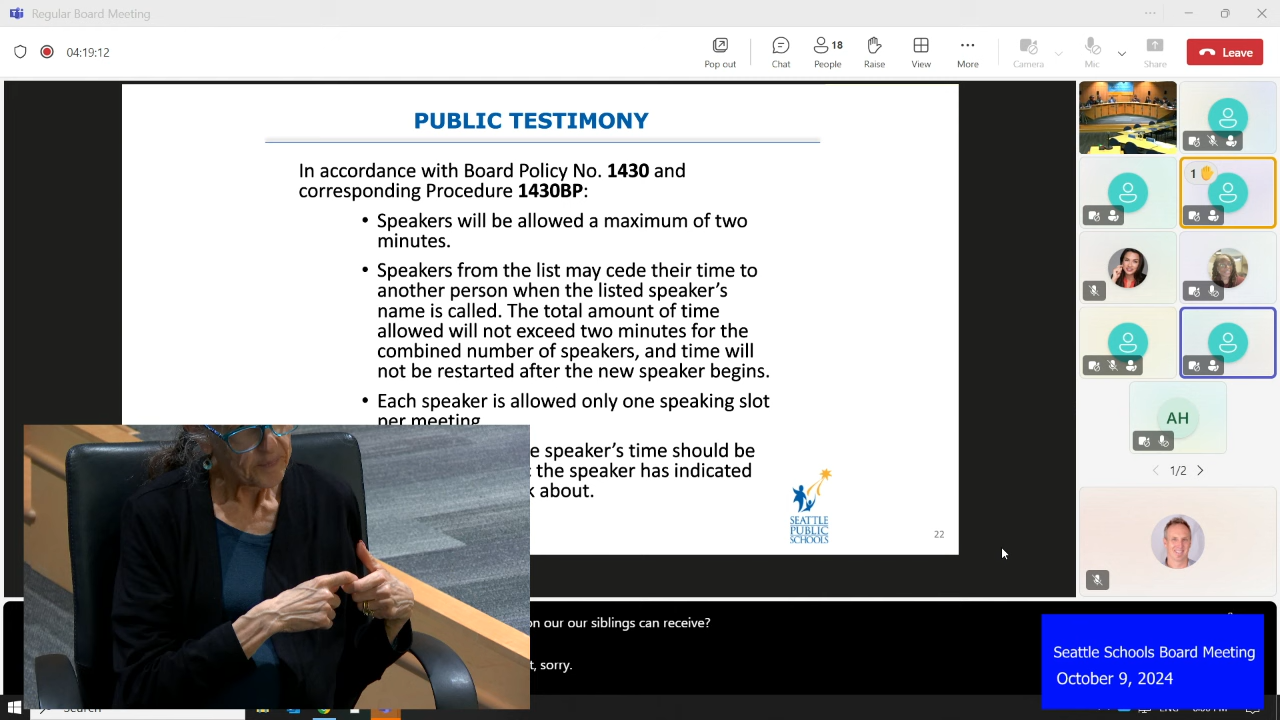 Regular Board Meeting
04:19:12
Pop out
Chat
18
People
Raise
View
More
Camera
Mic
Share
Leave
PUBLIC TESTIMONY
In accordance with Board Policy No. 1430 and
corresponding Procedure 1430BP:
• Speakers will be allowed a maximum of two
minutes.
• Speakers from the list may cede their time to
another person when the listed speaker’s
name is called. The total amount of time
allowed will not exceed two minutes for the
combined number of speakers, and time will
not be restarted after the new speaker begins.
• Each speaker is allowed only one speaking slot
per meeting
speaker’s time should be
the speaker has indicated
about.
SEATTLE
PUBLIC
SCHOOLS
22
1
AH
1/2
our our siblings can receive?
sorry.
Seattle Schools Board Meeting
October 9, 2024
Search